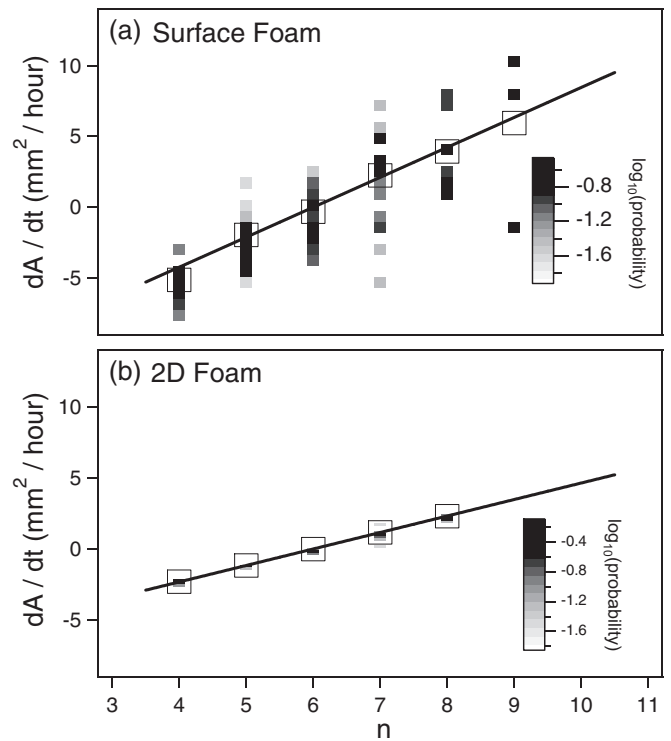 (a) Surface Foam
10
5
0
-5
dA / dt (mm² / hour)
-0.8
-1.2
-1.6
log₁₀(probability)
(b) 2D Foam
10
5
0
-5
dA / dt (mm² / hour)
-0.4
-0.8
-1.2
-1.6
log₁₀(probability)
3 4 5 6 7 8 9 10 11
n